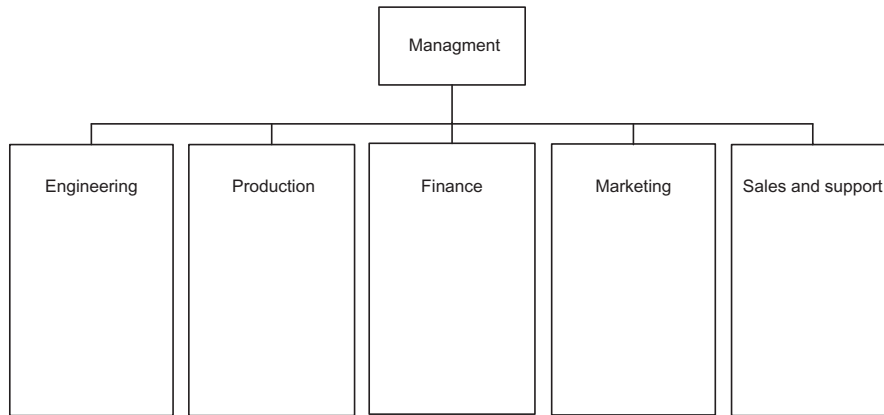 Managment
Engineering
Production
Finance
Marketing
Sales and support